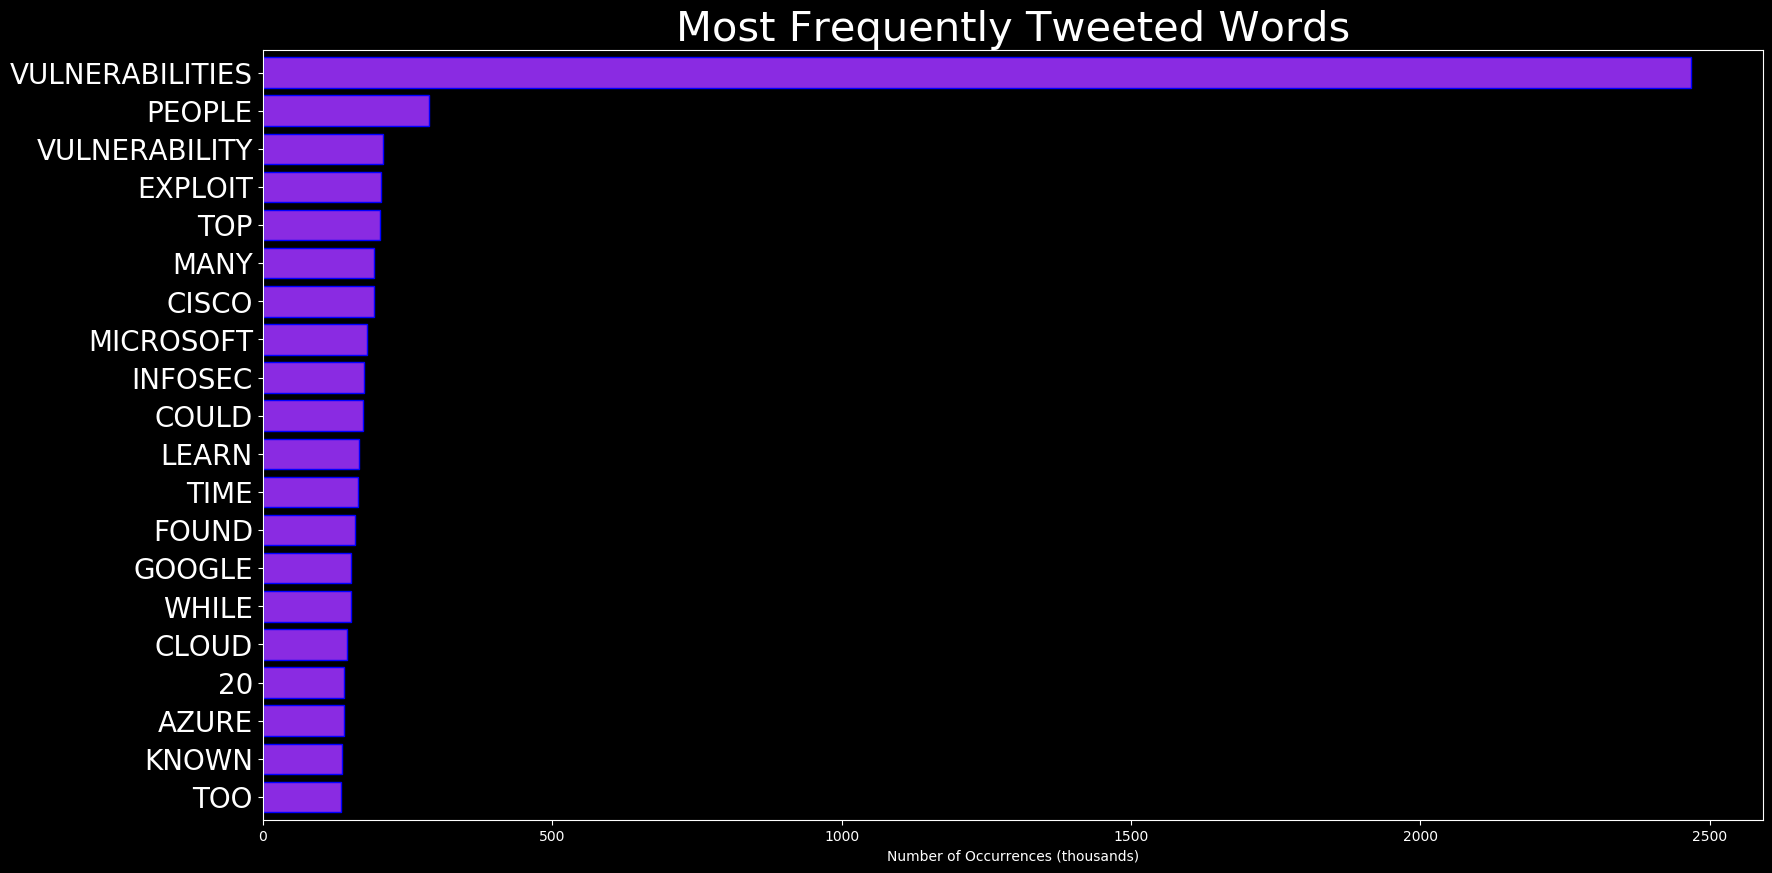 Most Frequently Tweeted Words
VULNERABILITIES
PEOPLE
VULNERABILITY
EXPLOIT
TOP
MANY
CISCO
MICROSOFT
INFOSEC
COULD
LEARN
TIME
FOUND
GOOGLE
WHILE
CLOUD
20
AZURE
KNOWN
TOO
0 500 1000 1500 2000 2500
Number of Occurrences (thousands)